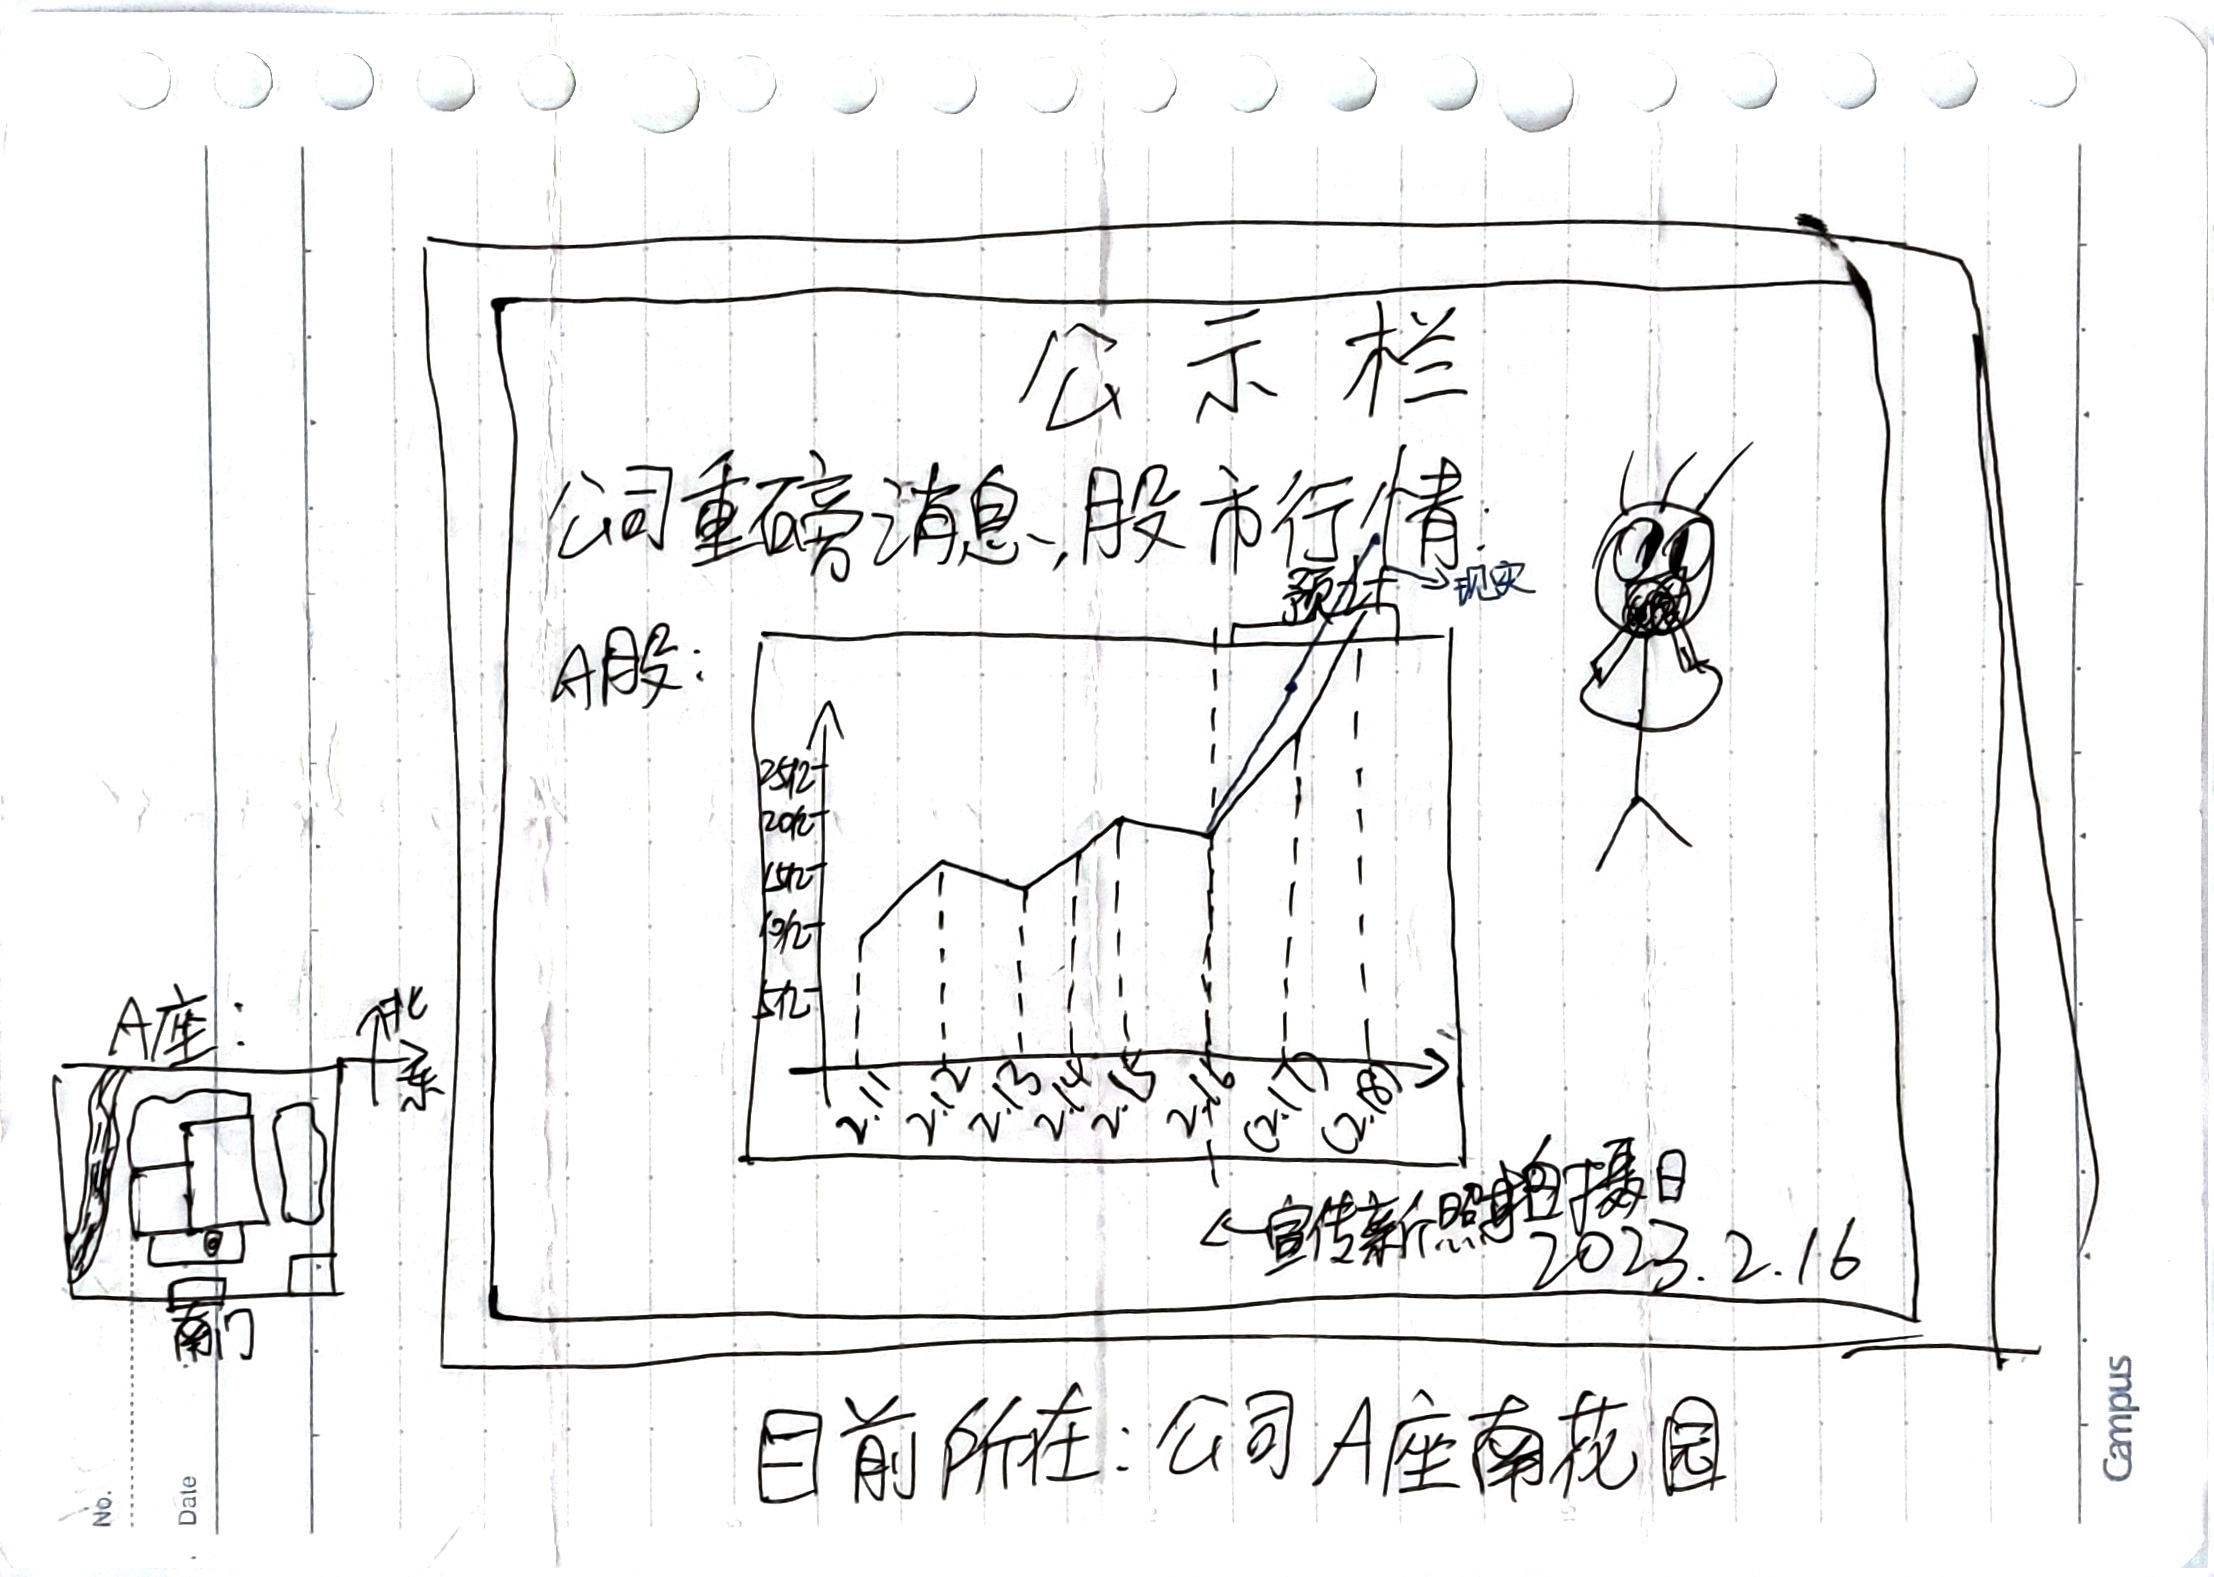 公示栏
公司重磅消息,股市行情:
预计
现实
A股:
25亿
20亿
15亿
10亿
5亿
2.11
2.12
2.13
2.14
2.15
2.16
(2.17)
(2.18)
←宣传新照拍摄日
2023.2.16
A座:
北
东
南门
目前所在:公司A座南花园
No.
Date
Campus